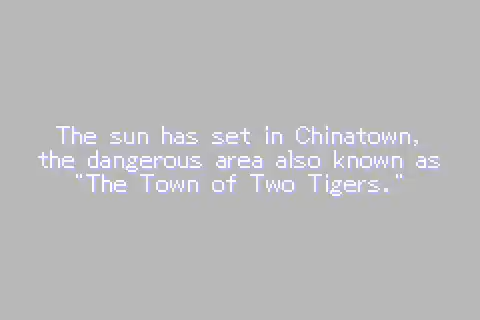 The sun has set in Chinatown,
the dangerous area also known as
"The Town of Two Tigers."